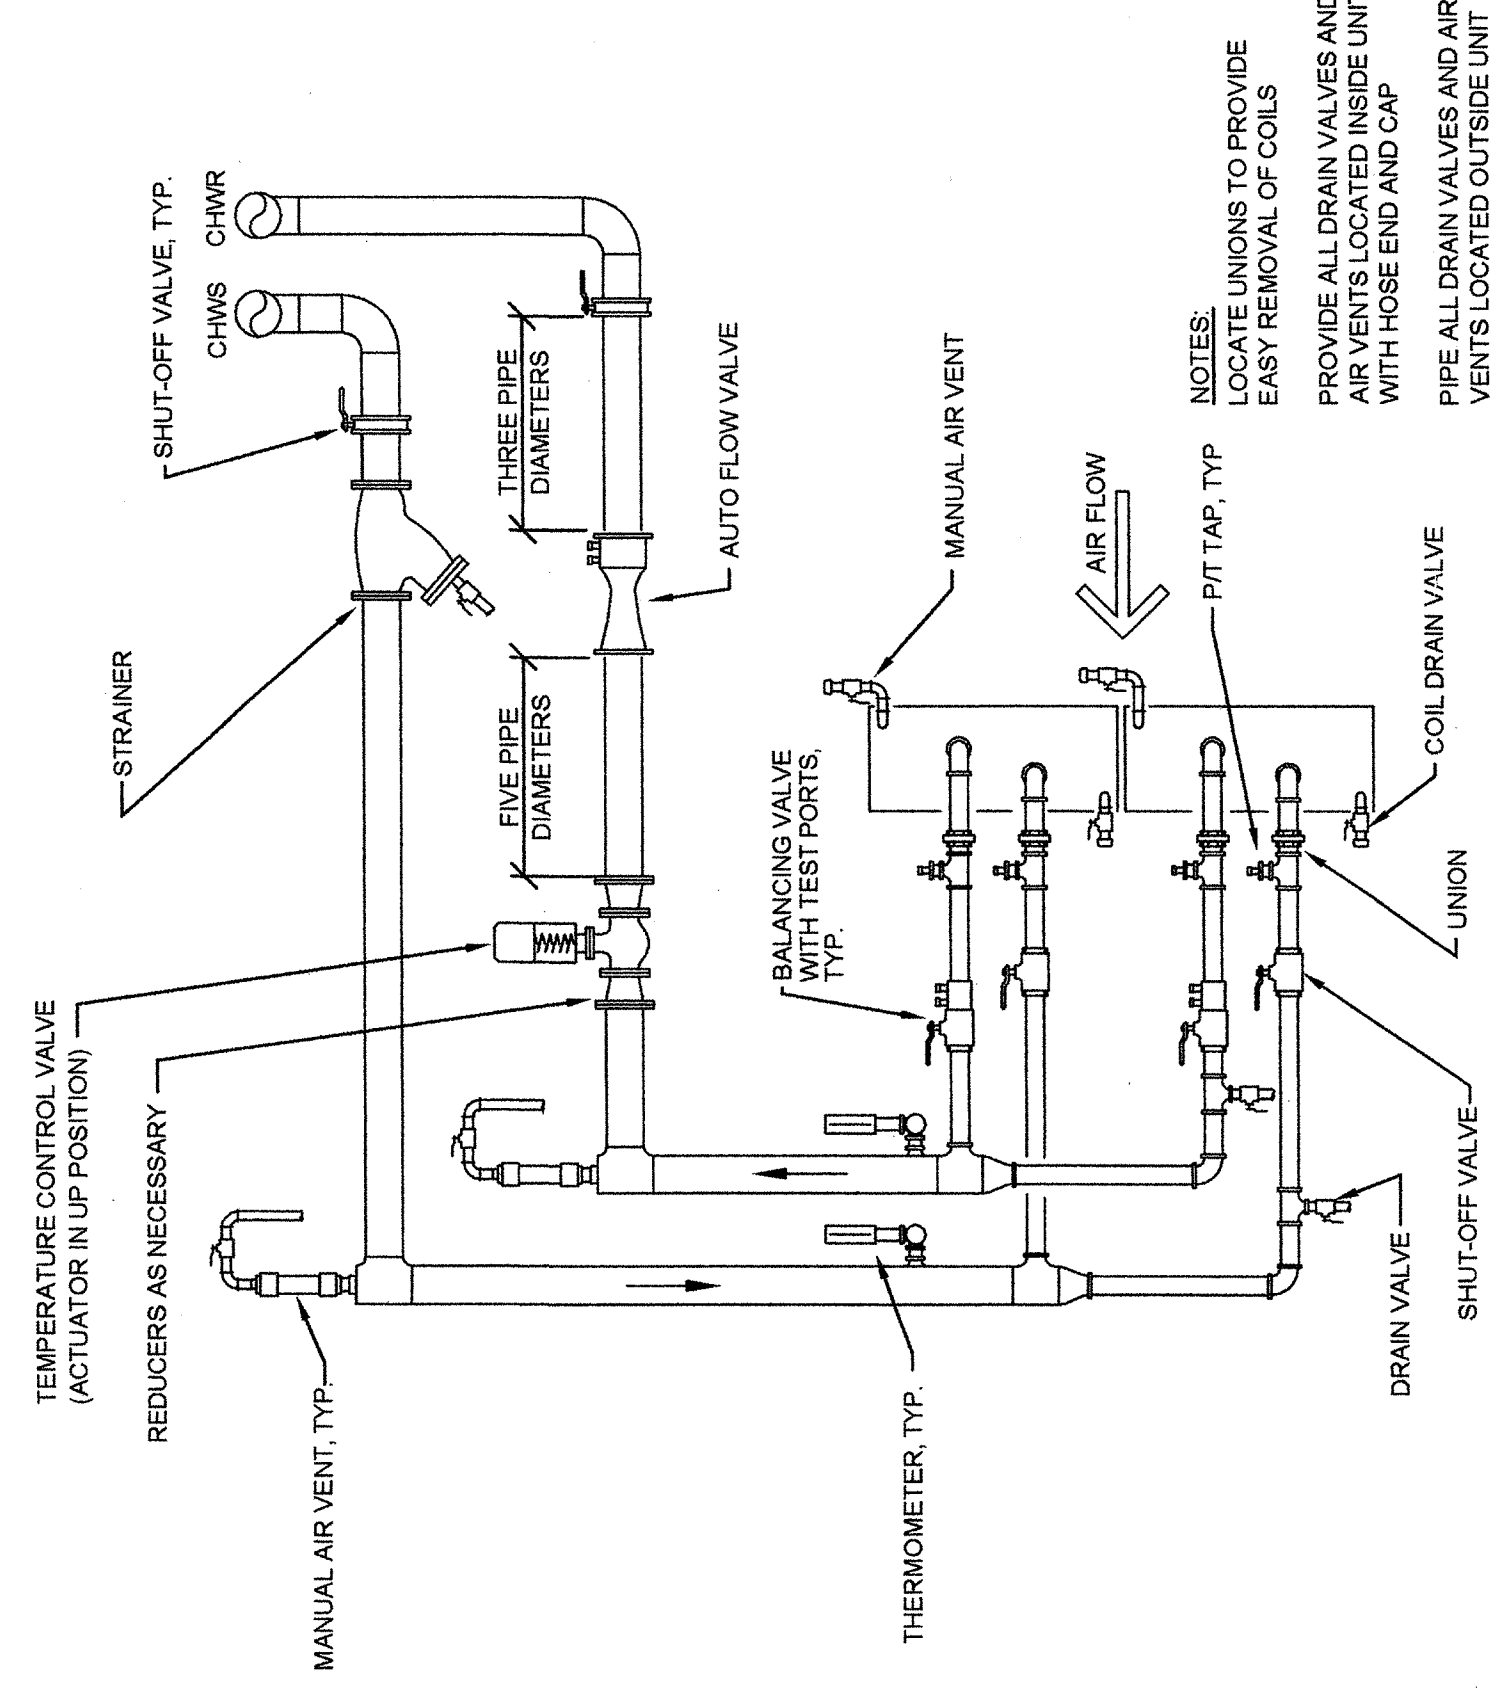 TEMPERATURE CONTROL VALVE
(ACTUATOR IN UP POSITION)
REDUCERS AS NECESSARY
STRAINER
SHUT-OFF VALVE, TYP.
CHWS
CHWR
MANUAL AIR VENT, TYP.
FIVE PIPE
DIAMETERS
THREE PIPE
DIAMETERS
AUTO FLOW VALVE
BALANCING VALVE
WITH TEST PORTS,
TYP.
MANUAL AIR VENT
THERMOMETER, TYP.
AIR FLOW
P/T TAP, TYP
NOTES:
LOCATE UNIONS TO PROVIDE
EASY REMOVAL OF COILS
PROVIDE ALL DRAIN VALVES AND
AIR VENTS LOCATED INSIDE UNIT
WITH HOSE END AND CAP
PIPE ALL DRAIN VALVES AND AIR
VENTS LOCATED OUTSIDE UNIT
DRAIN VALVE
SHUT-OFF VALVE
UNION
COIL DRAIN VALVE